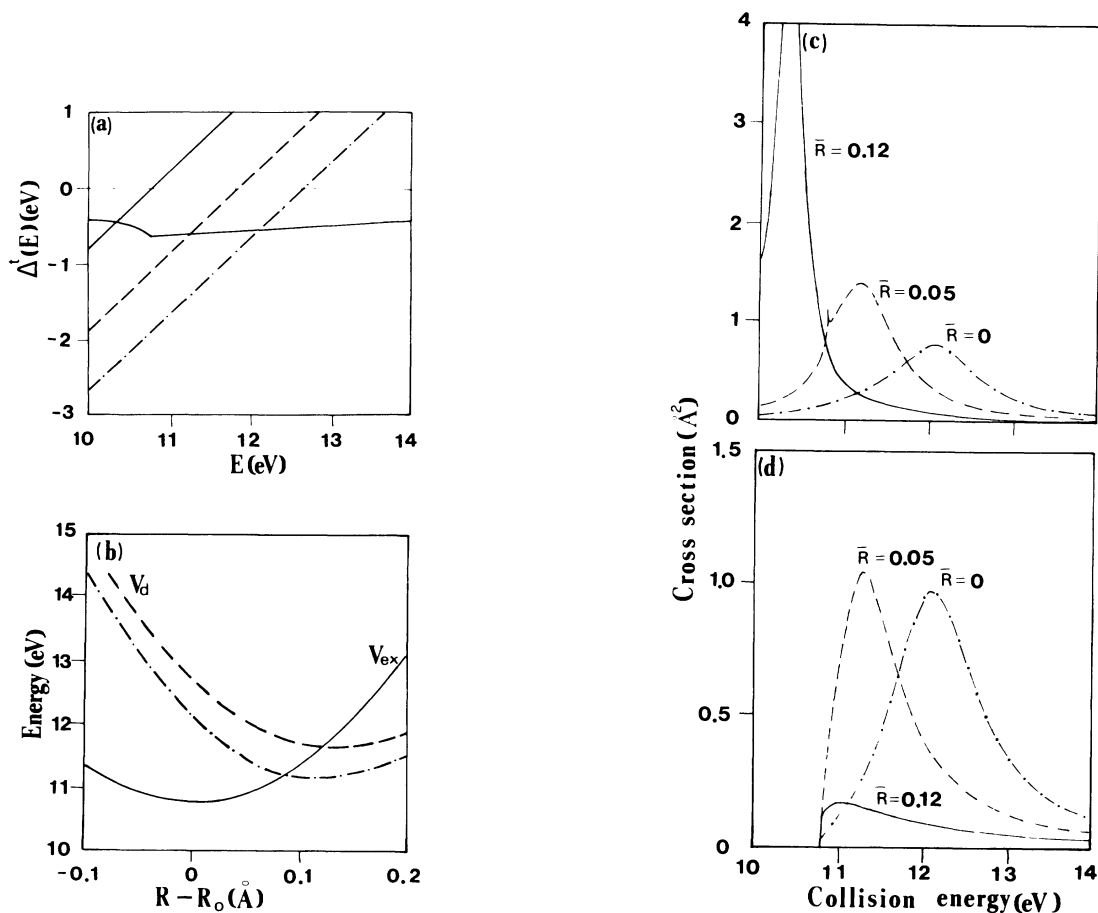 (a)
1
0
-1
-2
-3
Δᵗ(E)(eV)
10 11 12 13 14
E(eV)
(b)
15
14
13
12
11
10
Energy(eV)
V_d
V_ex
-0.1 0 0.1 0.2
R-R₀(Å)
(c)
4
3
2
1
0
R̄=0.12
R̄=0.05
R̄=0
Cross section(Å²)
(d)
1.5
1.0
0.5
0
R̄=0.05
R̄=0
R̄=0.12
10 11 12 13 14
Collision energy(eV)